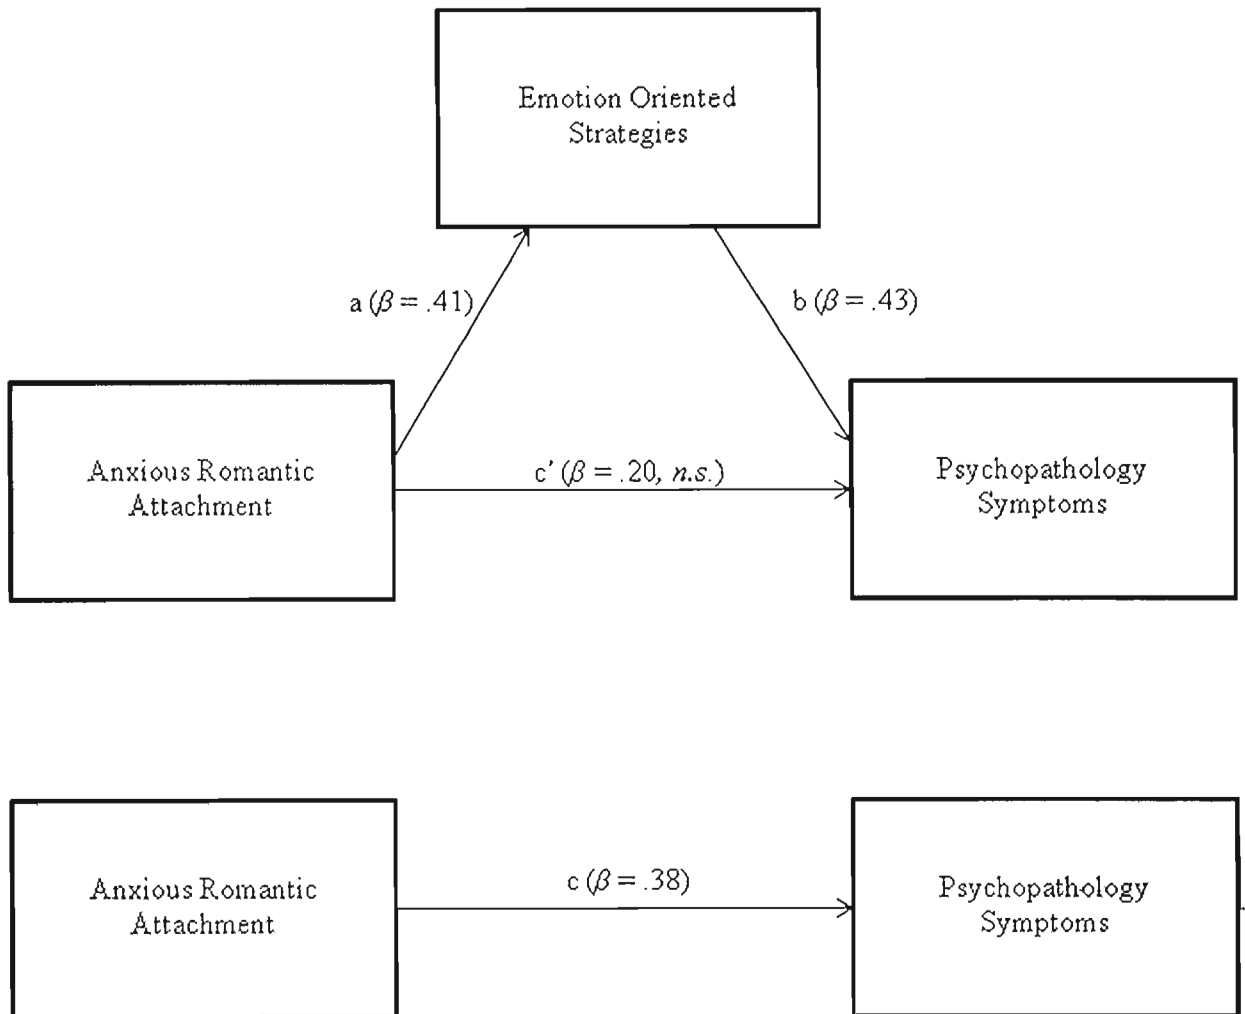 Emotion Oriented
Strategies
a (β = .41)
b (β = .43)
Anxious Romantic
Attachment
c' (β = .20, n.s.)
Psychopathology
Symptoms
Anxious Romantic
Attachment
c (β = .38)
Psychopathology
Symptoms